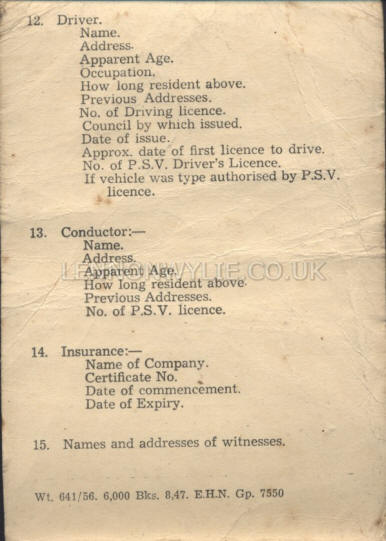 12. Driver.
Name.
Address.
Apparent Age.
Occupation.
How long resident above.
Previous Addresses.
No. of Driving licence.
Council by which issued.
Date of issue.
Approx. date of first licence to drive.
No. of P.S.V. Driver's Licence.
If vehicle was type authorised by P.S.V.
licence.
13. Conductor:—
Name.
Address.
LENNONWYLIE.CO.UK
Apparent Age.
How long resident above.
Previous Addresses.
No. of P.S.V. licence.
14. Insurance:—
Name of Company.
Certificate No.
Date of commencement.
Date of Expiry.
15. Names and addresses of witnesses.
Wt. 641/56. 6,000 Bks. 8,47. E.H.N. Gp. 7550